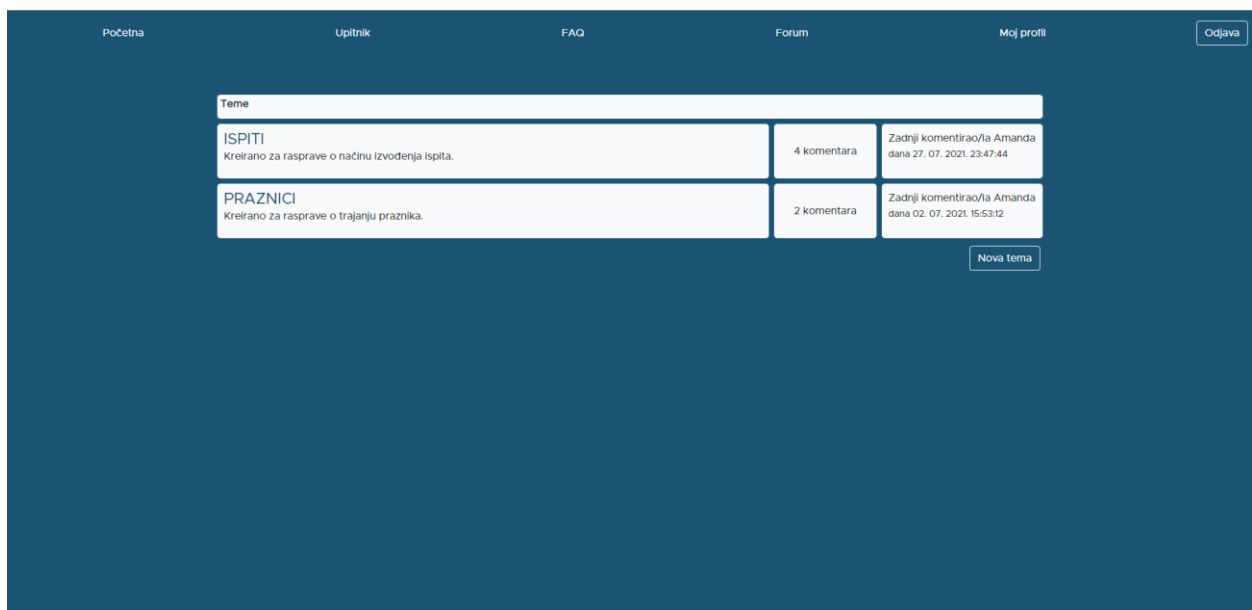 Početna Upitnik FAQ Forum Moj profil Odjava
Teme
ISPITI
Kreirano za rasprave o načinu izvođenja ispita.
4 komentara
Zadnji komentirao/la Amanda
dana 27. 07. 2021. 23:47:44
PRAZNICI
Kreirano za rasprave o trajanju praznika.
2 komentara
Zadnji komentirao/la Amanda
dana 02. 07. 2021. 15:53:12
Nova tema